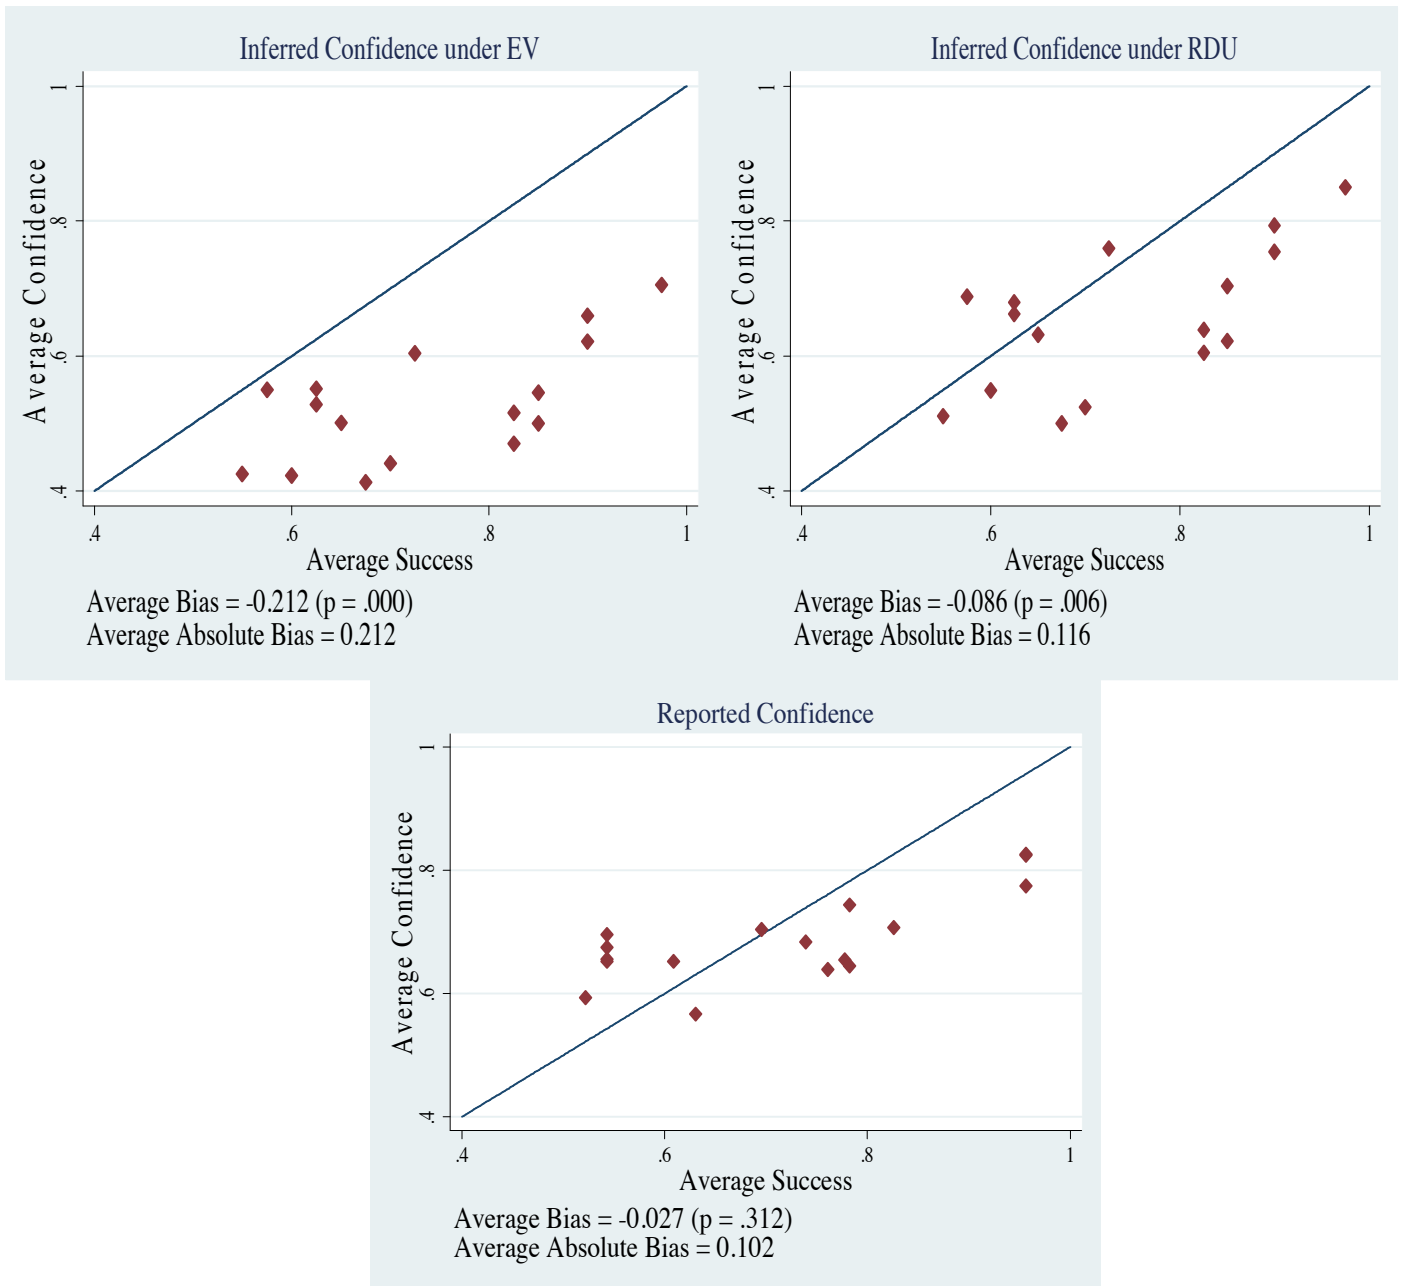 Inferred Confidence under EV
Average Confidence
1
.8
.6
.4
.4 .6 .8 1
Average Success
Average Bias = -0.212 (p = .000)
Average Absolute Bias = 0.212
Inferred Confidence under RDU
Average Confidence
1
.8
.6
.4
.4 .6 .8 1
Average Success
Average Bias = -0.086 (p = .006)
Average Absolute Bias = 0.116
Reported Confidence
Average Confidence
1
.8
.6
.4
.4 .6 .8 1
Average Success
Average Bias = -0.027 (p = .312)
Average Absolute Bias = 0.102